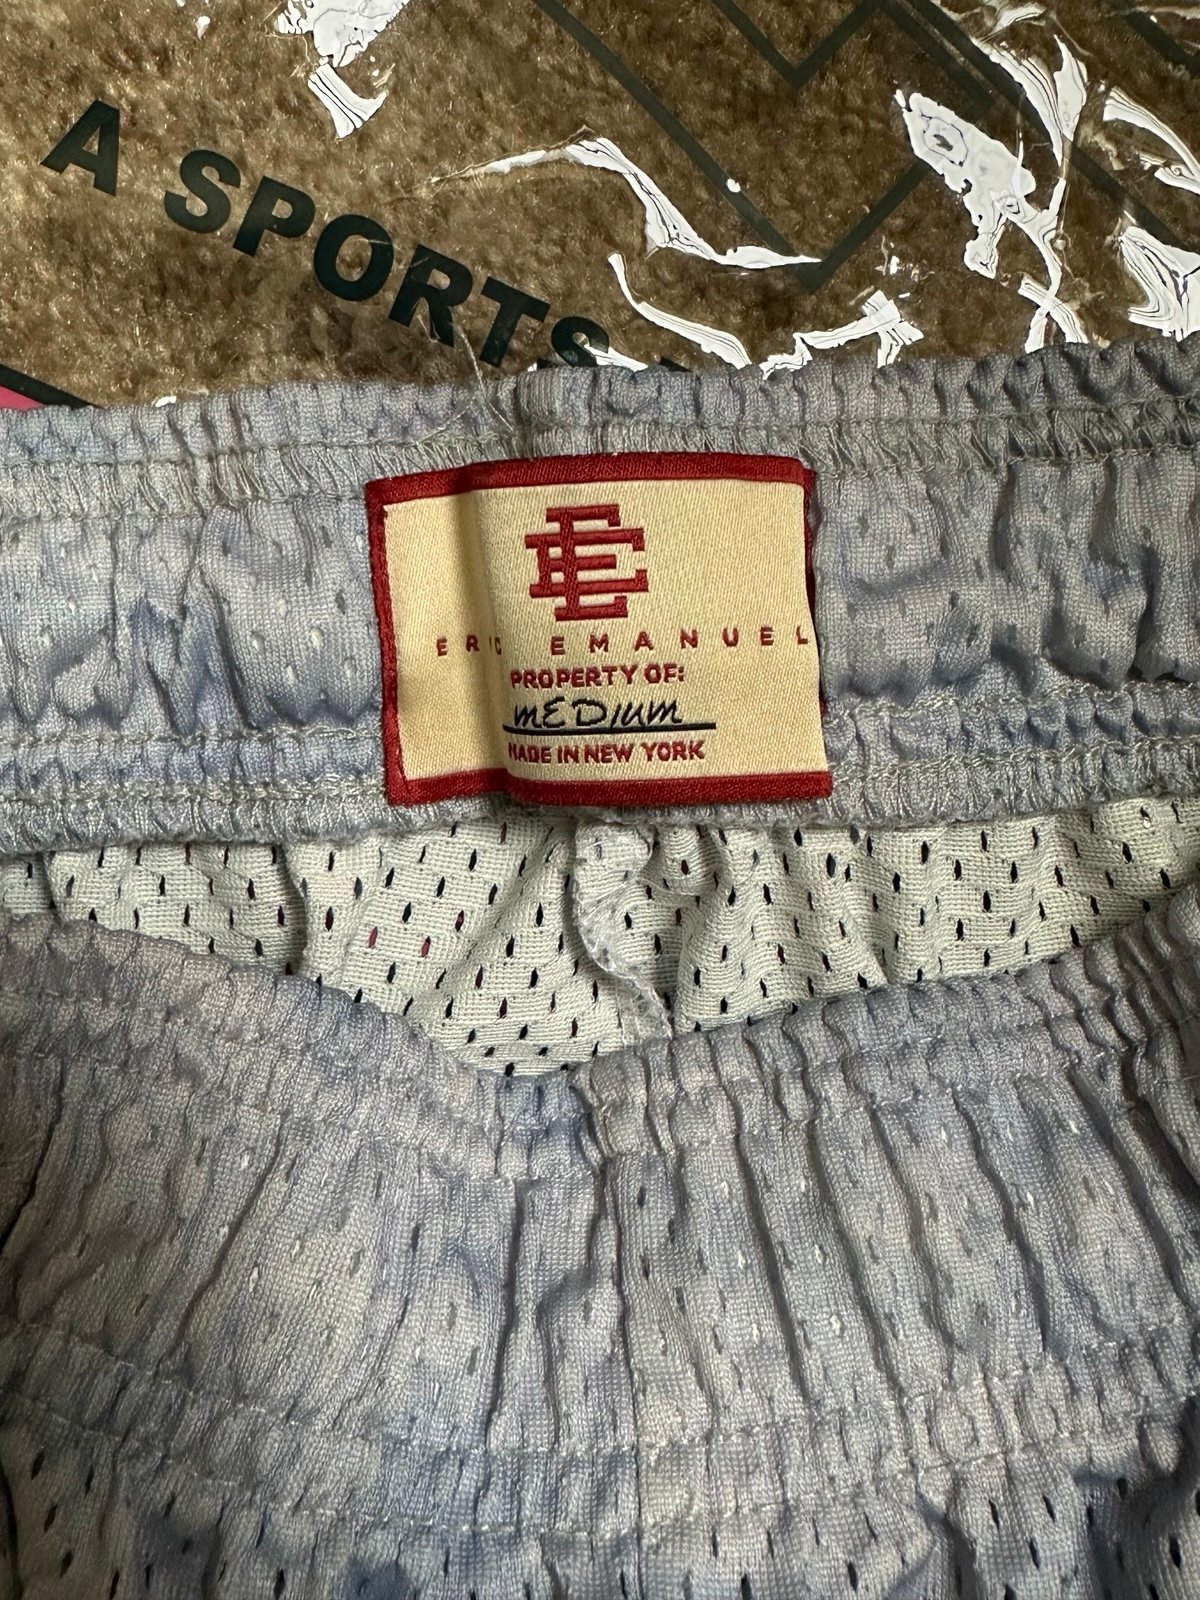 A SPORTS
EE
ERIC EMANUEL
PROPERTY OF:
mEDIUm
MADE IN NEW YORK